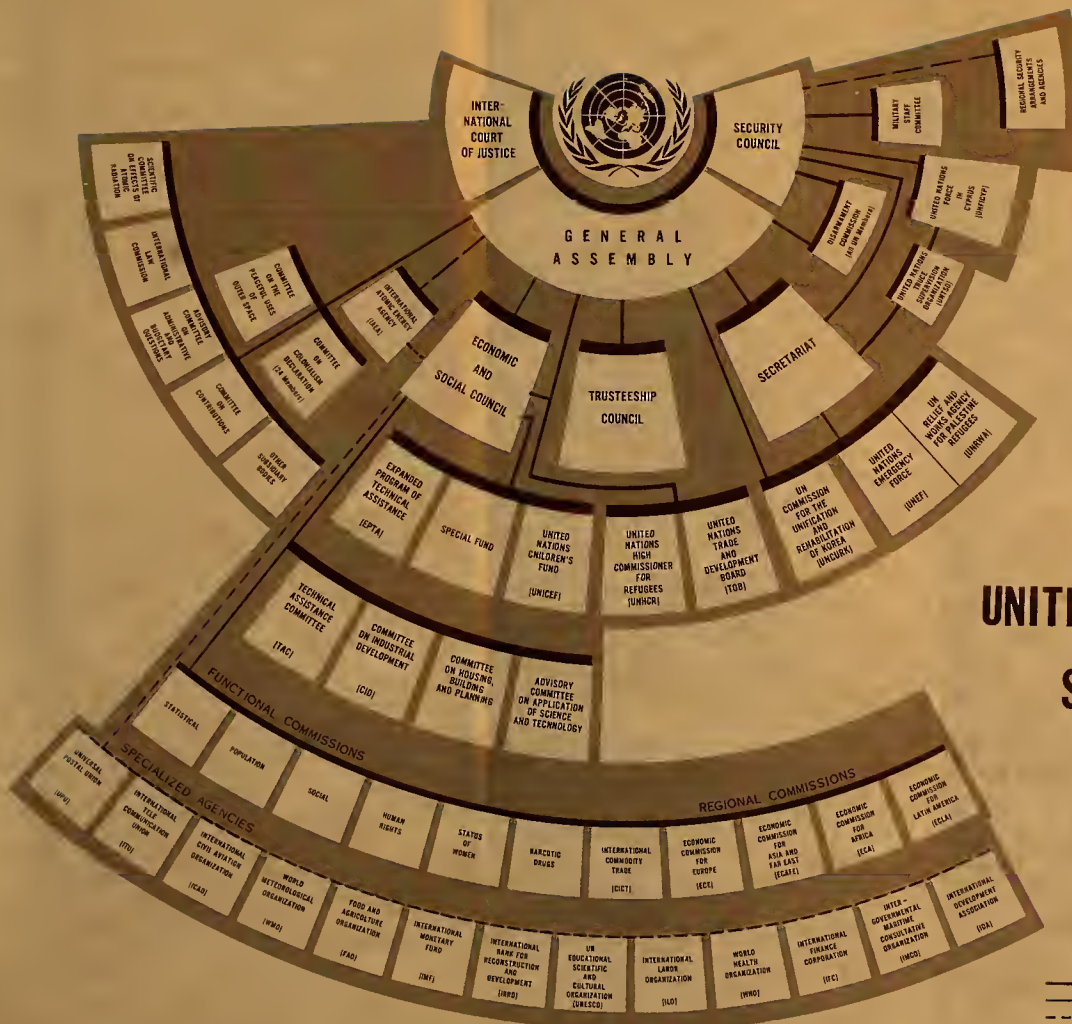 INTER-
NATIONAL
COURT
OF JUSTICE
SECURITY
COUNCIL
GENERAL
ASSEMBLY
REGIONAL SECURITY
ARRANGEMENTS
AND AGENCIES
MILITARY
STAFF
COMMITTEE
UNITED NATIONS
FORCE
IN
CYPRUS
(UNFICYP)
DISARMAMENT
COMMISSION
(All UN Members)
UNITED NATIONS
TRUCE
SUPERVISION
ORGANIZATION
(UNTSO)
SCIENTIFIC
COMMITTEE
ON EFFECTS OF
ATOMIC
RADIATION
INTERNATIONAL
LAW
COMMISSION
ADVISORY
COMMITTEE
ON
ADMINISTRATIVE
AND
BUDGETARY
QUESTIONS
COMMITTEE
ON
CONTRIBUTIONS
OTHER
SUBSIDIARY
BODIES
COMMITTEE
ON THE
PEACEFUL USES
OF
OUTER SPACE
COMMITTEE
ON
COLONIALISM
DECLARATION
(24 Members)
INTERNATIONAL
ATOMIC ENERGY
AGENCY
(IAEA)
ECONOMIC
AND
SOCIAL COUNCIL
TRUSTEESHIP
COUNCIL
SECRETARIAT
EXPANDED
PROGRAM OF
TECHNICAL
ASSISTANCE
(EPTA)
SPECIAL FUND
UNITED
NATIONS
CHILDREN'S
FUND
(UNICEF)
UNITED
NATIONS
HIGH
COMMISSIONER
FOR
REFUGEES
(UNHCR)
UNITED
NATIONS
TRADE
AND
DEVELOPMENT
BOARD
(TDB)
UN
COMMISSION
FOR THE
UNIFICATION
AND
REHABILITATION
OF KOREA
(UNCURK)
UNITED
NATIONS
EMERGENCY
FORCE
(UNEF)
UN
RELIEF AND
WORKS AGENCY
FOR PALESTINE
REFUGEES
(UNRWA)
TECHNICAL
ASSISTANCE
COMMITTEE
(TAC)
COMMITTEE
ON INDUSTRIAL
DEVELOPMENT
(CID)
COMMITTEE
ON HOUSING,
BUILDING
AND PLANNING
ADVISORY
COMMITTEE
ON APPLICATION
OF SCIENCE
AND TECHNOLOGY
UNITE
S
FUNCTIONAL COMMISSIONS
STATISTICAL
POPULATION
SOCIAL
HUMAN
RIGHTS
STATUS
OF
WOMEN
NARCOTIC
DRUGS
INTERNATIONAL
COMMODITY
TRADE
(CICT)
REGIONAL COMMISSIONS
ECONOMIC
COMMISSION
FOR
EUROPE
(ECE)
ECONOMIC
COMMISSION
FOR
ASIA AND
FAR EAST
(ECAFE)
ECONOMIC
COMMISSION
FOR
AFRICA
(ECA)
ECONOMIC
COMMISSION
FOR
LATIN AMERICA
(ECLA)
SPECIALIZED AGENCIES
UNIVERSAL
POSTAL UNION
(UPU)
INTERNATIONAL
TELE
COMMUNICATION
UNION
(ITU)
INTERNATIONAL
CIVIL AVIATION
ORGANIZATION
(ICAO)
WORLD
METEOROLOGICAL
ORGANIZATION
(WMO)
FOOD AND
AGRICULTURE
ORGANIZATION
(FAO)
INTERNATIONAL
MONETARY
FUND
(IMF)
INTERNATIONAL
BANK FOR
RECONSTRUCTION
AND
DEVELOPMENT
(IBRD)
UN
EDUCATIONAL
SCIENTIFIC
AND
CULTURAL
ORGANIZATION
(UNESCO)
INTERNATIONAL
LABOR
ORGANIZATION
(ILO)
WORLD
HEALTH
ORGANIZATION
(WHO)
INTERNATIONAL
FINANCE
CORPORATION
(IFC)
INTER-
GOVERNMENTAL
MARITIME
CONSULTATIVE
ORGANIZATION
(IMCO)
INTERNATIONAL
DEVELOPMENT
ASSOCIATION
(IDA)